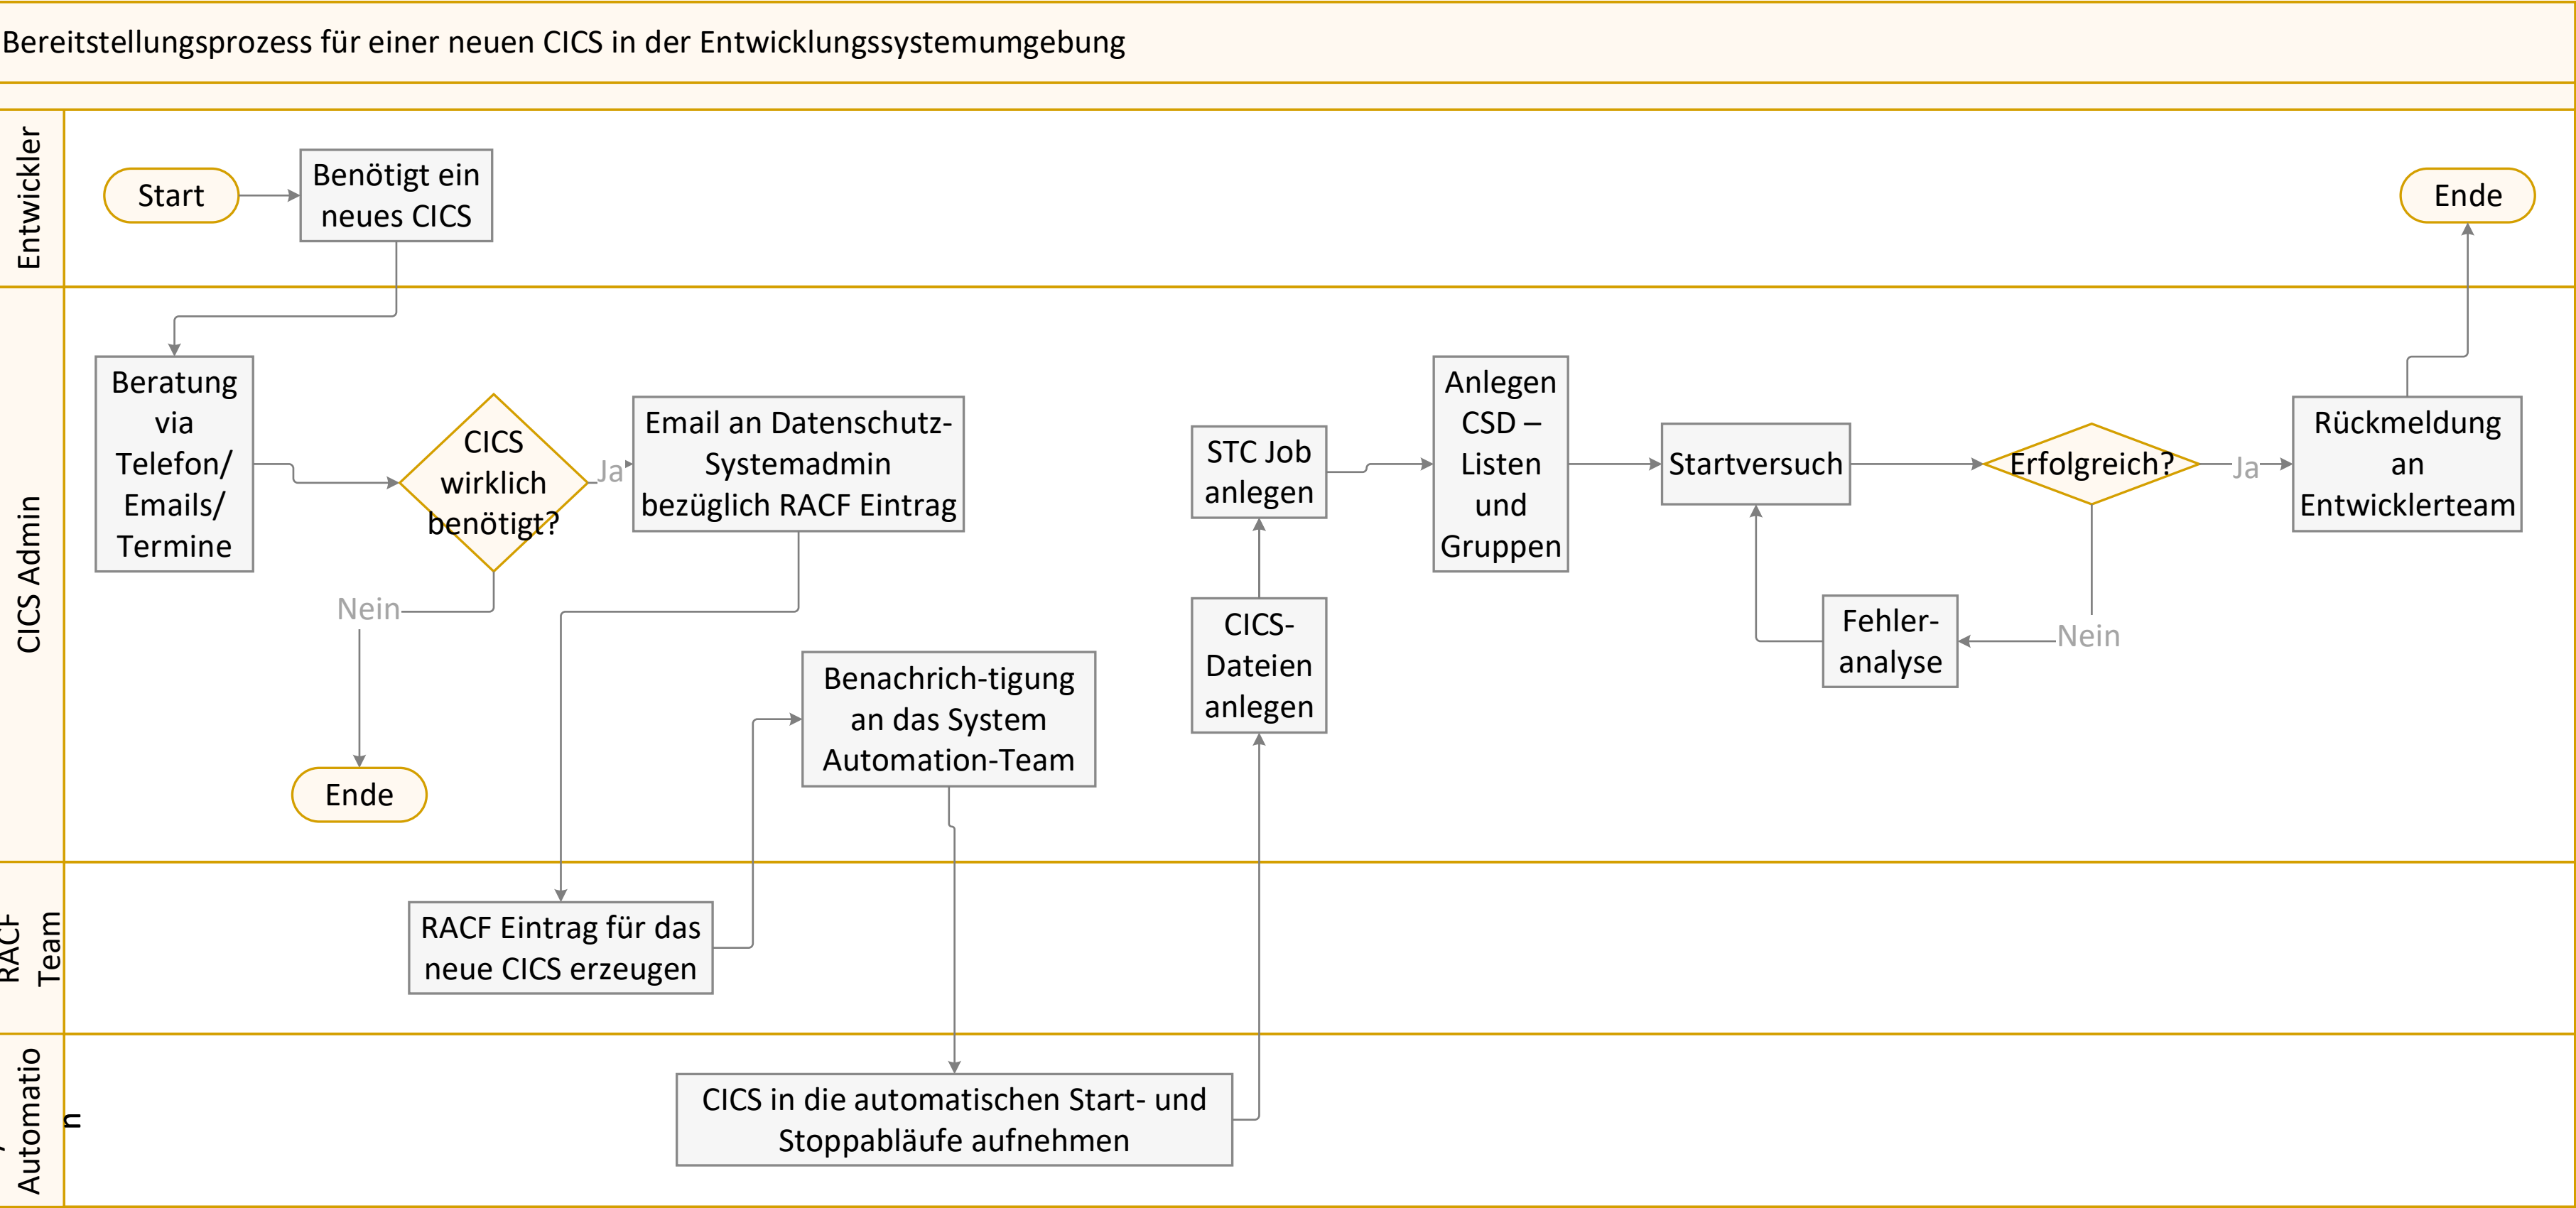 Bereitstellungsprozess für einer neuen CICS in der Entwicklungssystemumgebung
Entwickler
Start
Benötigt ein
neues CICS
Ende
CICS Admin
Beratung
via
Telefon/
Emails/
Termine
CICS
wirklich
benötigt?
Ja
Email an Datenschutz-
Systemadmin
bezüglich RACF Eintrag
Nein
Ende
Benachrich-tigung
an das System
Automation-Team
STC Job
anlegen
CICS-
Dateien
anlegen
Anlegen
CSD –
Listen
und
Gruppen
Startversuch
Erfolgreich?
Ja
Nein
Fehler-
analyse
Rückmeldung
an
Entwicklerteam
RACF
Team
RACF Eintrag für das
neue CICS erzeugen
Automatio
n
CICS in die automatischen Start- und
Stoppabläufe aufnehmen